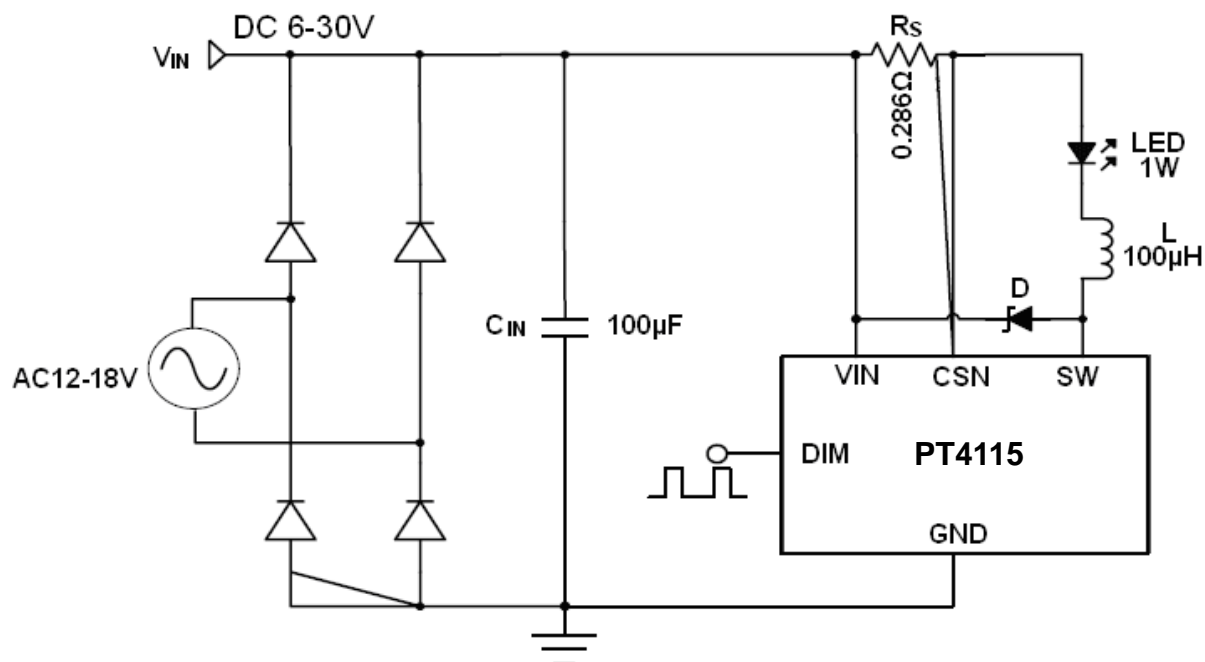 DC 6-30V
VIN
RS
0.286Ω
LED
1W
L
100μH
D
CIN
100μF
AC12-18V
VIN
CSN
SW
DIM
PT4115
GND